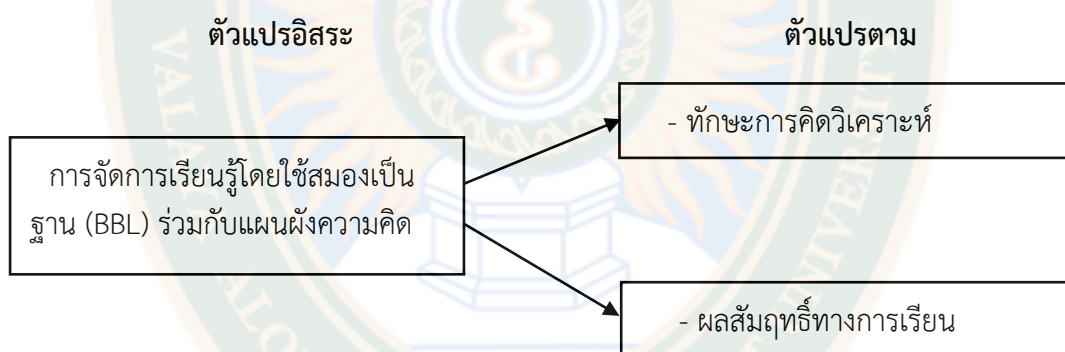 ตัวแปรอิสระ
ตัวแปรตาม
- ทักษะการคิดวิเคราะห์
การจัดการเรียนรู้โดยใช้สมองเป็น
ฐาน (BBL) ร่วมกับแผนผังความคิด
- ผลสัมฤทธิ์ทางการเรียน